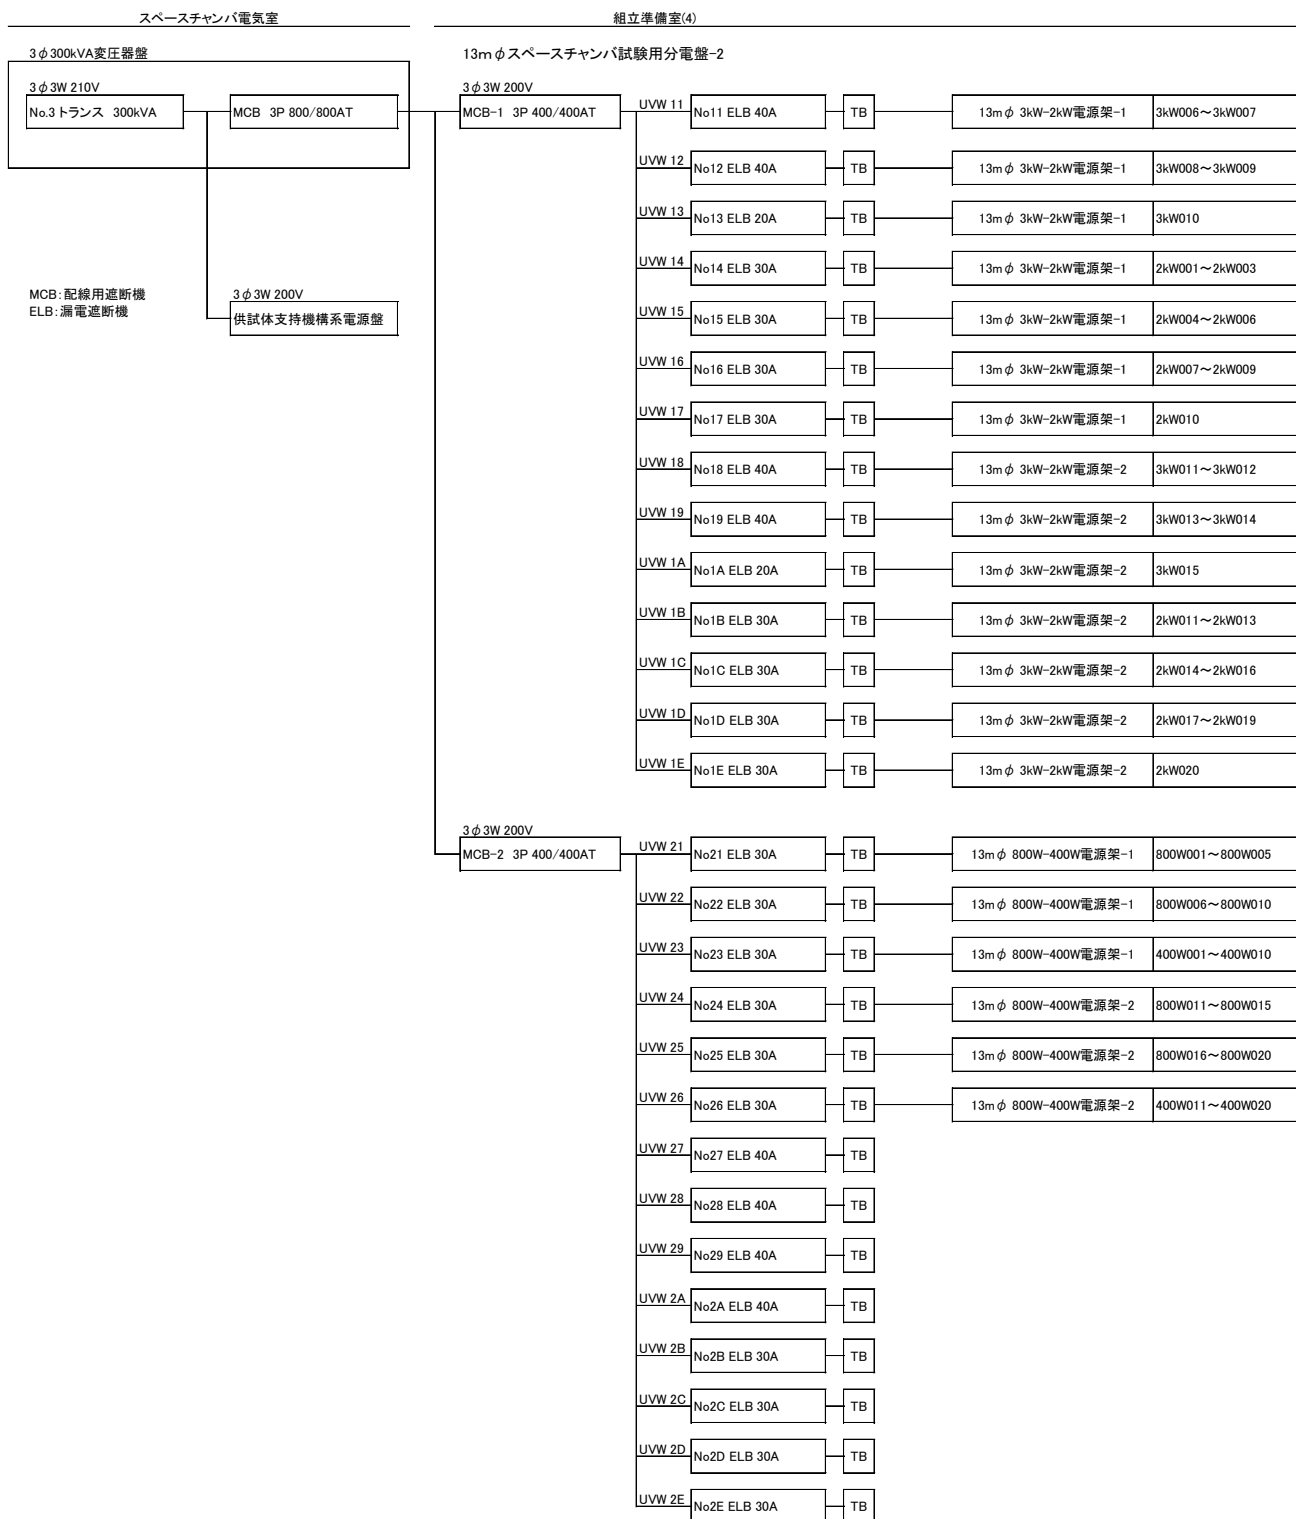 スペースチャンバ電気室
組立準備室(4)
3φ300kVA変圧器盤
13mφスペースチャンバ試験用分電盤-2
3φ3W 210V
No.3 トランス 300kVA
MCB 3P 800/800AT
3φ3W 200V
MCB-1 3P 400/400AT
UVW 11 No11 ELB 40A TB 13mφ 3kW-2kW電源架-1 3kW006～3kW007
UVW 12 No12 ELB 40A TB 13mφ 3kW-2kW電源架-1 3kW008～3kW009
UVW 13 No13 ELB 20A TB 13mφ 3kW-2kW電源架-1 3kW010
UVW 14 No14 ELB 30A TB 13mφ 3kW-2kW電源架-1 2kW001～2kW003
MCB：配線用遮断機
ELB：漏電遮断機
3φ3W 200V
供試体支持機構系電源盤
UVW 15 No15 ELB 30A TB 13mφ 3kW-2kW電源架-1 2kW004～2kW006
UVW 16 No16 ELB 30A TB 13mφ 3kW-2kW電源架-1 2kW007～2kW009
UVW 17 No17 ELB 30A TB 13mφ 3kW-2kW電源架-1 2kW010
UVW 18 No18 ELB 40A TB 13mφ 3kW-2kW電源架-2 3kW011～3kW012
UVW 19 No19 ELB 40A TB 13mφ 3kW-2kW電源架-2 3kW013～3kW014
UVW 1A No1A ELB 20A TB 13mφ 3kW-2kW電源架-2 3kW015
UVW 1B No1B ELB 30A TB 13mφ 3kW-2kW電源架-2 2kW011～2kW013
UVW 1C No1C ELB 30A TB 13mφ 3kW-2kW電源架-2 2kW014～2kW016
UVW 1D No1D ELB 30A TB 13mφ 3kW-2kW電源架-2 2kW017～2kW019
UVW 1E No1E ELB 30A TB 13mφ 3kW-2kW電源架-2 2kW020
3φ3W 200V
MCB-2 3P 400/400AT
UVW 21 No21 ELB 30A TB 13mφ 800W-400W電源架-1 800W001～800W005
UVW 22 No22 ELB 30A TB 13mφ 800W-400W電源架-1 800W006～800W010
UVW 23 No23 ELB 30A TB 13mφ 800W-400W電源架-1 400W001～400W010
UVW 24 No24 ELB 30A TB 13mφ 800W-400W電源架-2 800W011～800W015
UVW 25 No25 ELB 30A TB 13mφ 800W-400W電源架-2 800W016～800W020
UVW 26 No26 ELB 30A TB 13mφ 800W-400W電源架-2 400W011～400W020
UVW 27 No27 ELB 40A TB
UVW 28 No28 ELB 40A TB
UVW 29 No29 ELB 40A TB
UVW 2A No2A ELB 40A TB
UVW 2B No2B ELB 30A TB
UVW 2C No2C ELB 30A TB
UVW 2D No2D ELB 30A TB
UVW 2E No2E ELB 30A TB